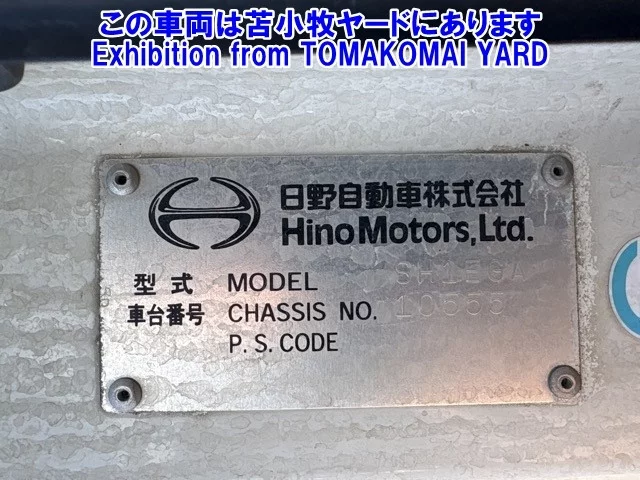 この車両は苫小牧ヤードにあります
Exhibition from TOMAKOMAI YARD
日野自動車株式会社
Hino Motors, Ltd.
型式 MODEL
車台番号 CHASSIS NO.
P.S.CODE